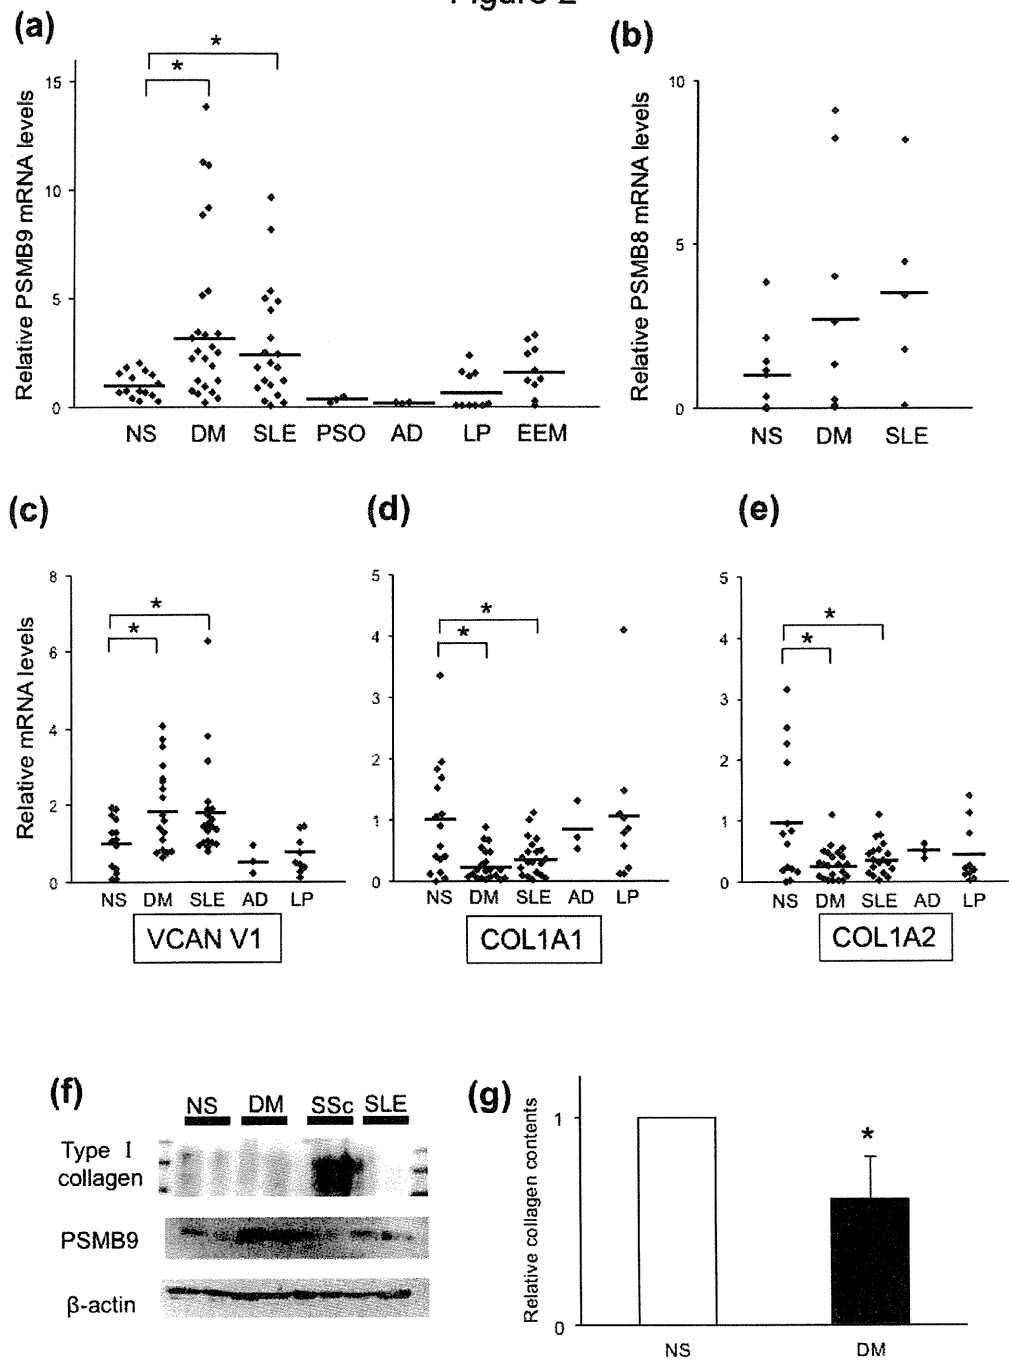 (a)
*
*
Relative PSMB9 mRNA levels
15
10
5
0
NS DM SLE PSO AD LP EEM
(b)
Relative PSMB8 mRNA levels
10
5
0
NS DM SLE
(c)
Relative mRNA levels
8
6
4
2
0
*
*
NS DM SLE AD LP
VCAN V1
(d)
5
4
3
2
1
0
*
*
NS DM SLE AD LP
COL1A1
(e)
5
4
3
2
1
0
*
*
NS DM SLE AD LP
COL1A2
(f)
NS DM SSc SLE
Type I
collagen
PSMB9
β-actin
(g)
Relative collagen contents
1
0
*
NS DM